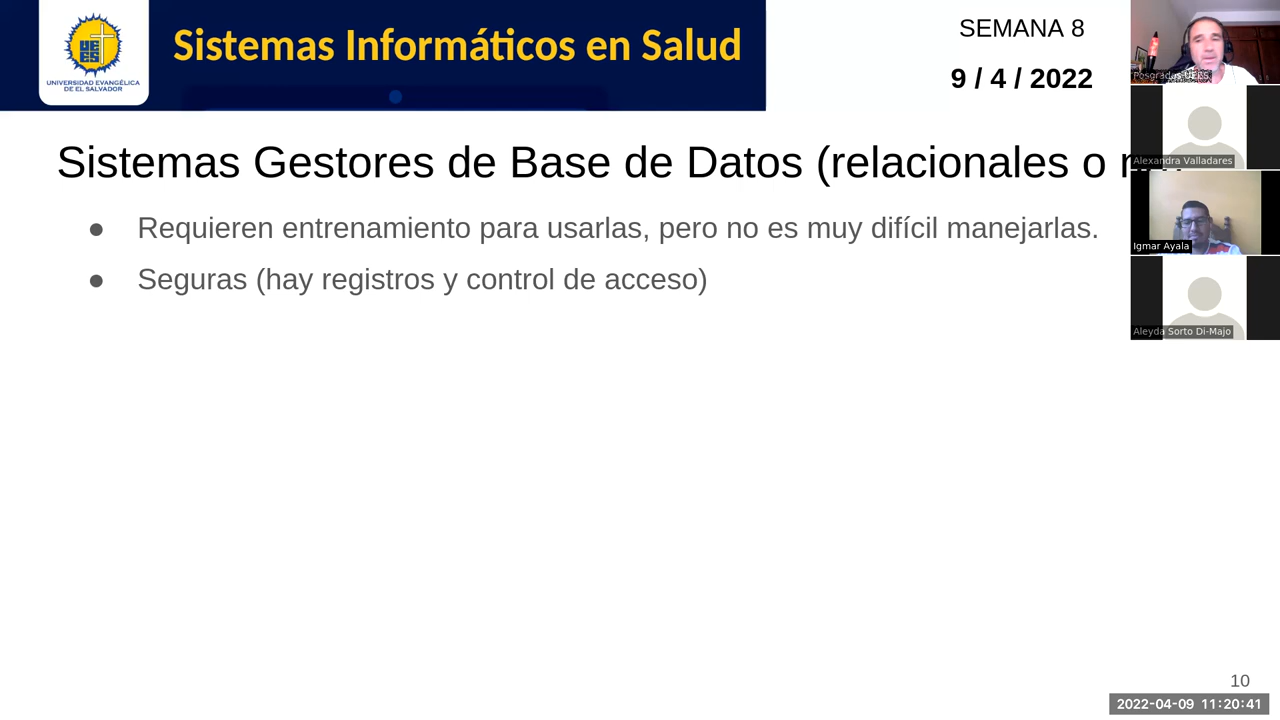 UNIVERSIDAD EVANGÉLICA
DE EL SALVADOR
Sistemas Informáticos en Salud
SEMANA 8
9 / 4 / 2022
Posgrados UEES
Alexandra Valladares
Igmar Ayala
Aleyda Sorto Di-Majo
Sistemas Gestores de Base de Datos (relacionales o
● Requieren entrenamiento para usarlas, pero no es muy difícil manejarlas.
● Seguras (hay registros y control de acceso)
10
2022-04-09 11:20:41